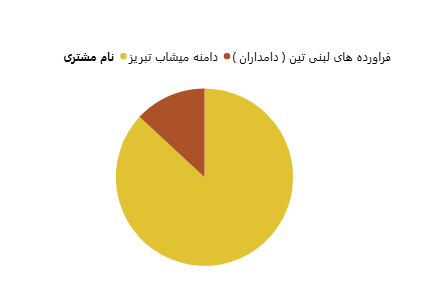 نام مشتری دامنه میشاب تبریز فراورده های لبنی تین ( دامداران )